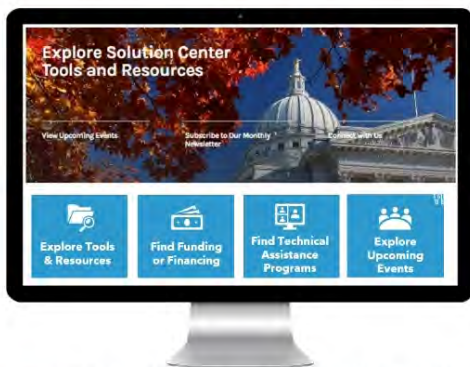 Explore Solution Center
Tools and Resources
View Upcoming Events
Subscribe to Our Monthly
Newsletter
Connect with Us
Explore Tools
& Resources
Find Funding
or Financing
Find Technical
Assistance
Programs
Explore
Upcoming
Events